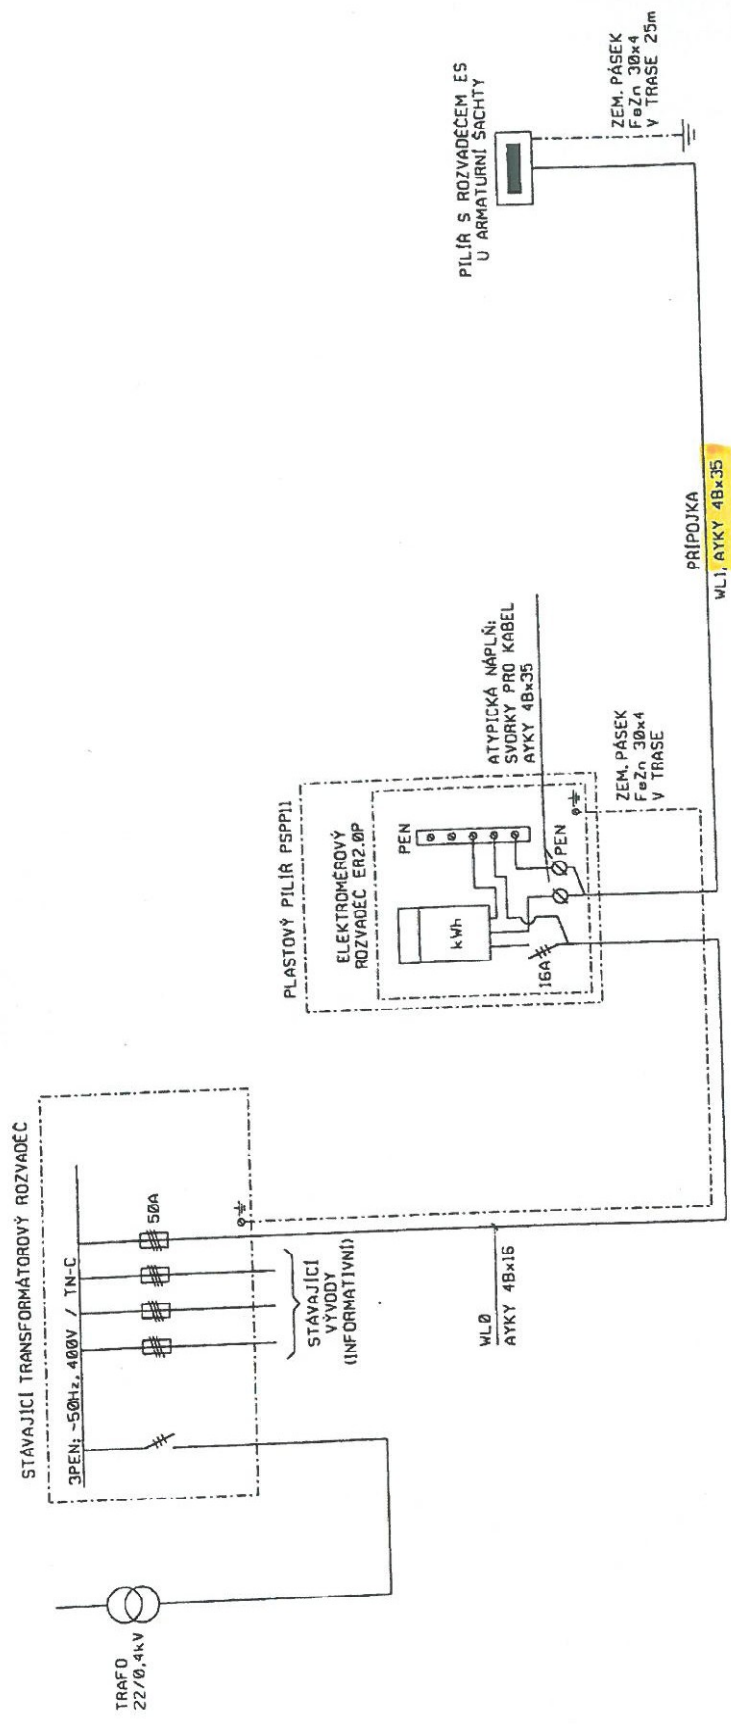 TRAFO
22/0,4kV
STÁVAJÍCÍ TRANSFORMÁTOROVÝ ROZVADĚČ
3PEN; ~50Hz, 400V / TN-C
50A
STÁVAJÍCÍ
VÝVODY
(INFORMATIVNÍ)
WL0
AYKY 4Bx16
PLASTOVÝ PILÍŘ PSPP11
ELEKTROMĚROVÝ
ROZVADĚČ ER2.0P
PEN
kWh
16A
PEN
ATYPICKÁ NÁPLŇ:
SVORKY PRO KABEL
AYKY 4Bx35
ZEM. PÁSEK
FeZn 30x4
V TRASE
PŘÍPOJKA
WL1, AYKY 4Bx35
PILÍŘ S ROZVADĚČEM ES
U ARMATURNÍ ŠACHTY
ZEM. PÁSEK
FeZn 30x4
V TRASE 25m